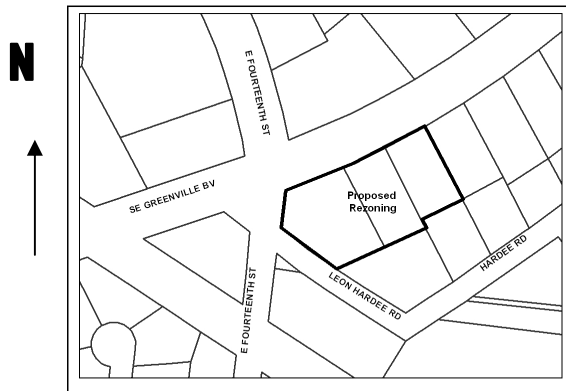 N
E FOURTEENTH ST
SE GREENVILLE BV
Proposed
Rezoning
HARDEE RD
LEON HARDEE RD
E FOURTEENTH ST